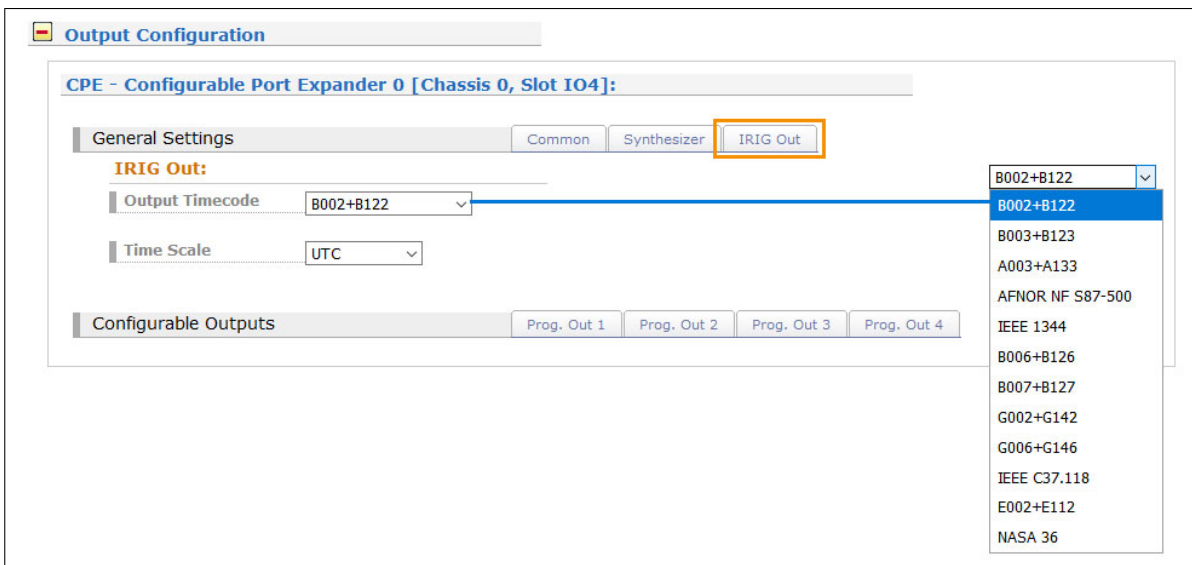 Output Configuration
CPE - Configurable Port Expander 0 [Chassis 0, Slot IO4]:
General Settings Common Synthesizer IRIG Out
IRIG Out:
Output Timecode B002+B122
Time Scale UTC
Configurable Outputs Prog. Out 1 Prog. Out 2 Prog. Out 3 Prog. Out 4
B002+B122
B002+B122
B003+B123
A003+A133
AFNOR NF S87-500
IEEE 1344
B006+B126
B007+B127
G002+G142
G006+G146
IEEE C37.118
E002+E112
NASA 36